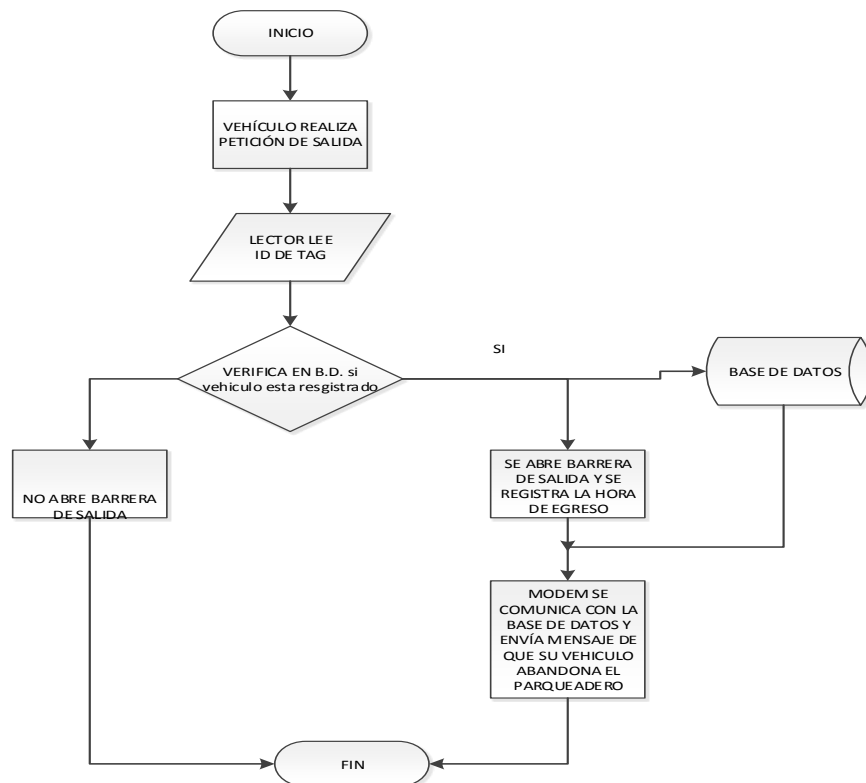 INICIO
VEHÍCULO REALIZA
PETICIÓN DE SALIDA
LECTOR LEE
ID DE TAG
VERIFICA EN B.D. si
vehiculo esta resgistrado
SI
BASE DE DATOS
NO ABRE BARRERA
DE SALIDA
SE ABRE BARRERA
DE SALIDA Y SE
REGISTRA LA HORA
DE EGRESO
MODEM SE
COMUNICA CON LA
BASE DE DATOS Y
ENVÍA MENSAJE DE
QUE SU VEHICULO
ABANDONA EL
PARQUEADERO
FIN